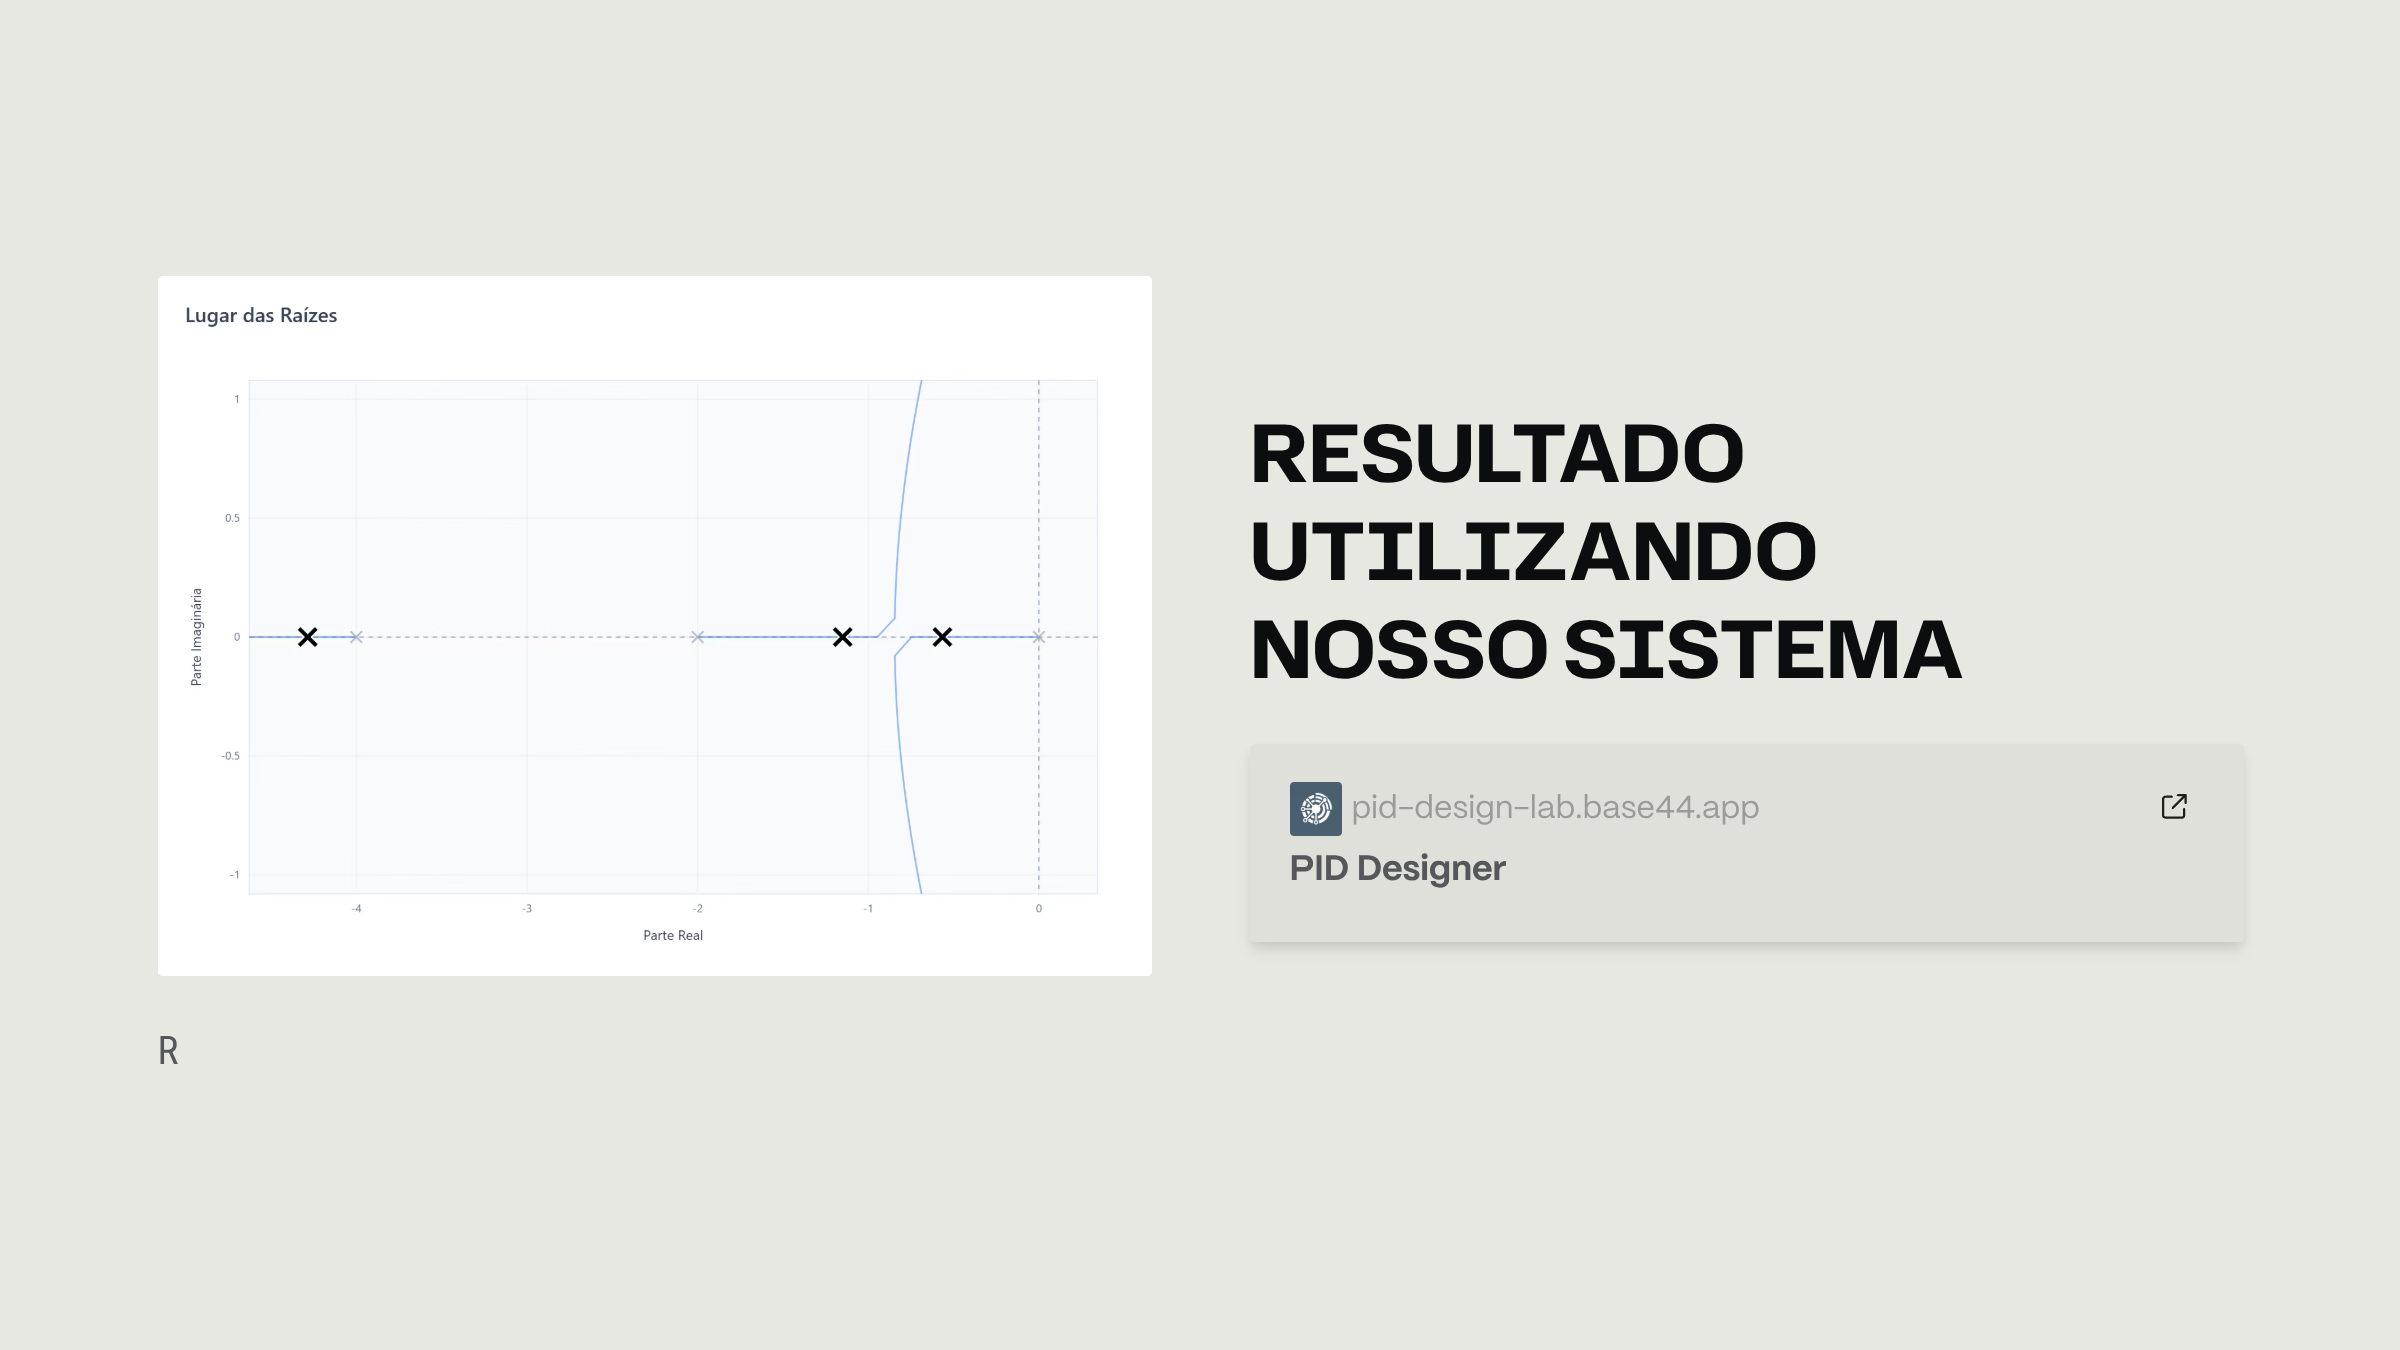 Lugar das Raízes
1
0.5
0
-0.5
-1
Parte Imaginária
-4
-3
-2
-1
0
Parte Real
R
RESULTADO
UTILIZANDO
NOSSO SISTEMA
pid-design-lab.base44.app
PID Designer